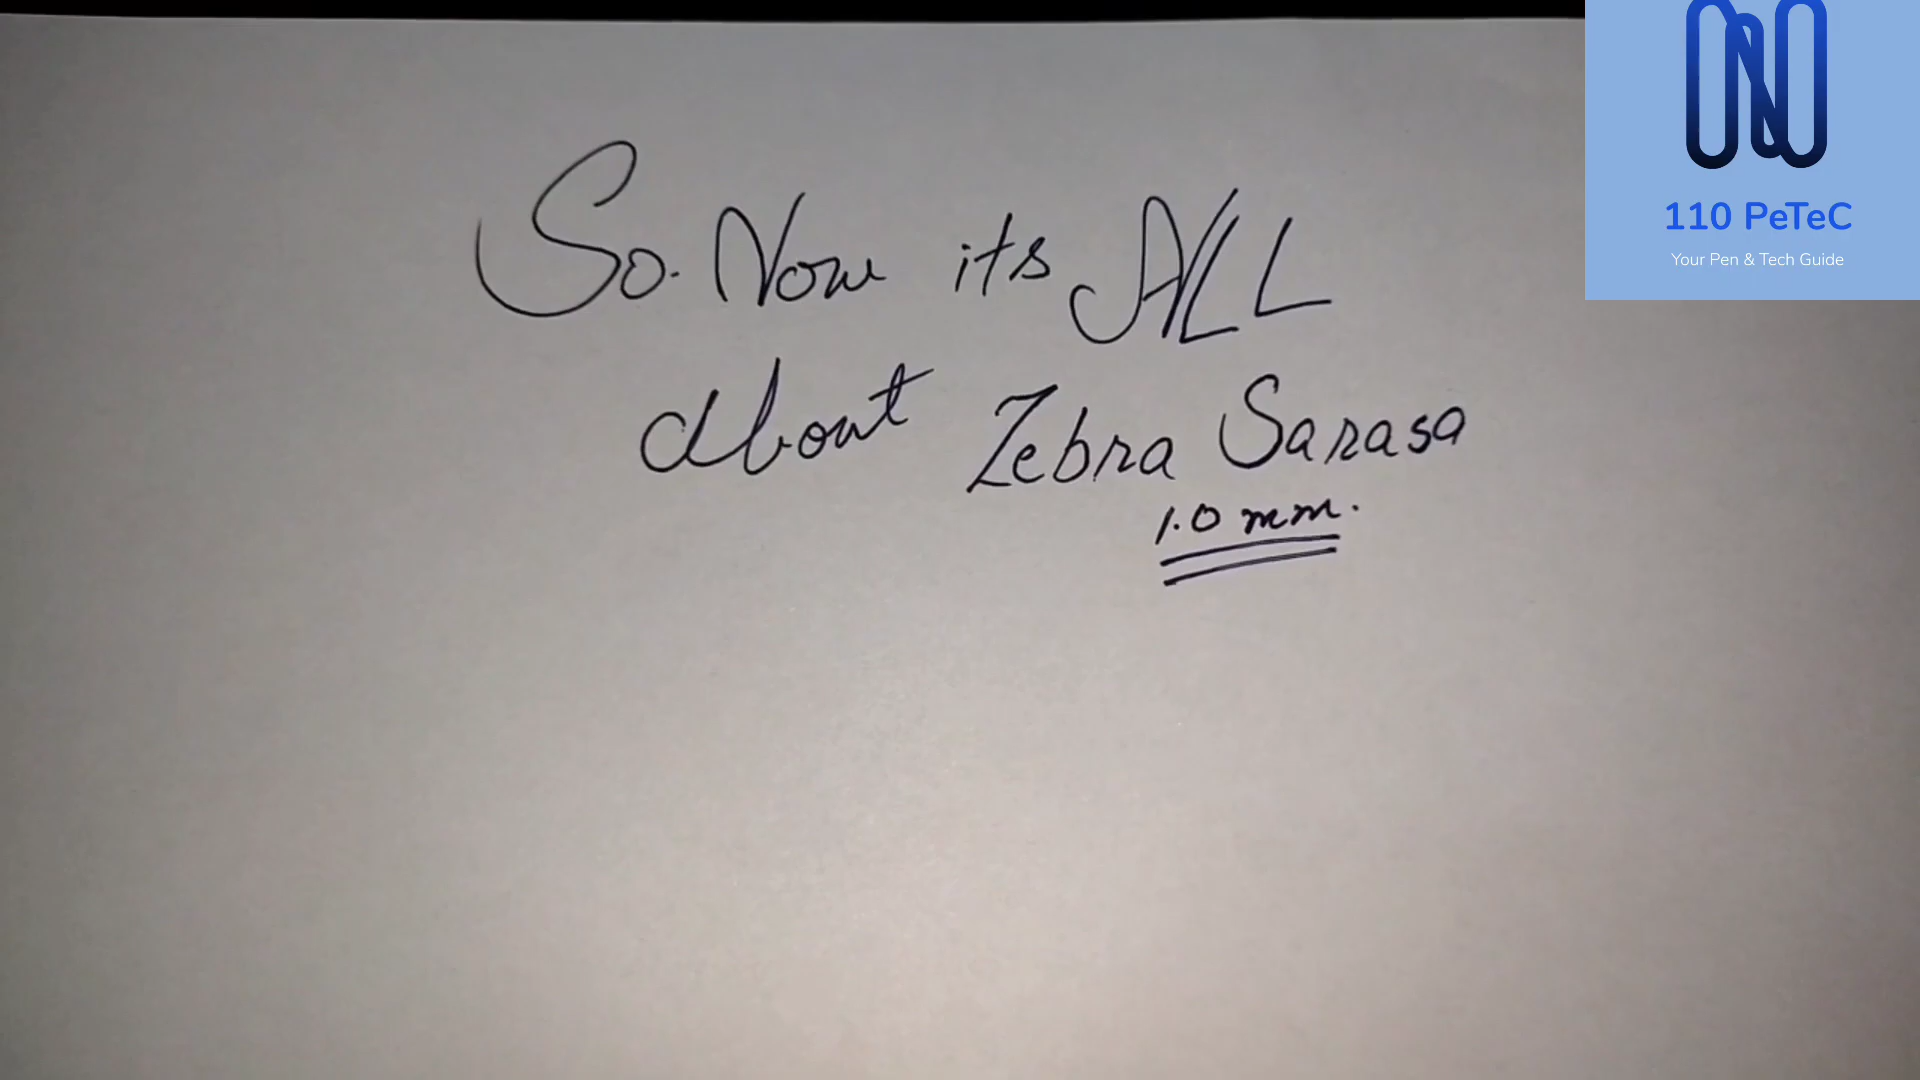 So. Now its ALL
about Zebra Sarasa
1.0 mm.
110 PeTeC
Your Pen & Tech Guide